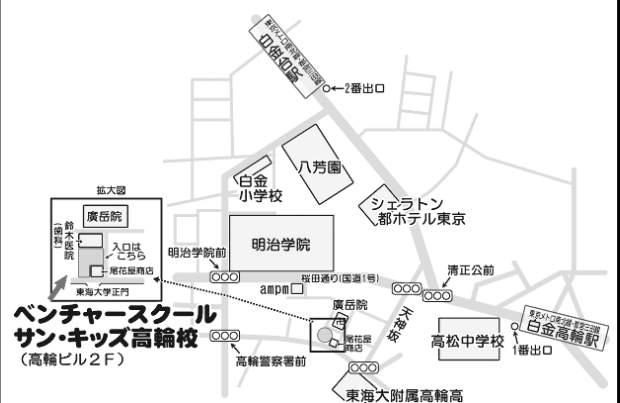 白金台駅
←2番出口
八芳園
白金
小学校
シェラトン
都ホテル東京
拡大図
廣岳院
鈴木医院
(歯科)
入口は
こちら
尾花屋商店
東海大学正門
明治学院前
明治学院
桜田通り(国道1号)
清正公前
ampm
ベンチャースクール
サン・キッズ高輪校
(高輪ビル2F)
廣岳院
尾花屋
商店
天神坂
高松中学校
白金高輪駅
↑
1番出口
高輪警察署前
東海大附属高輪高